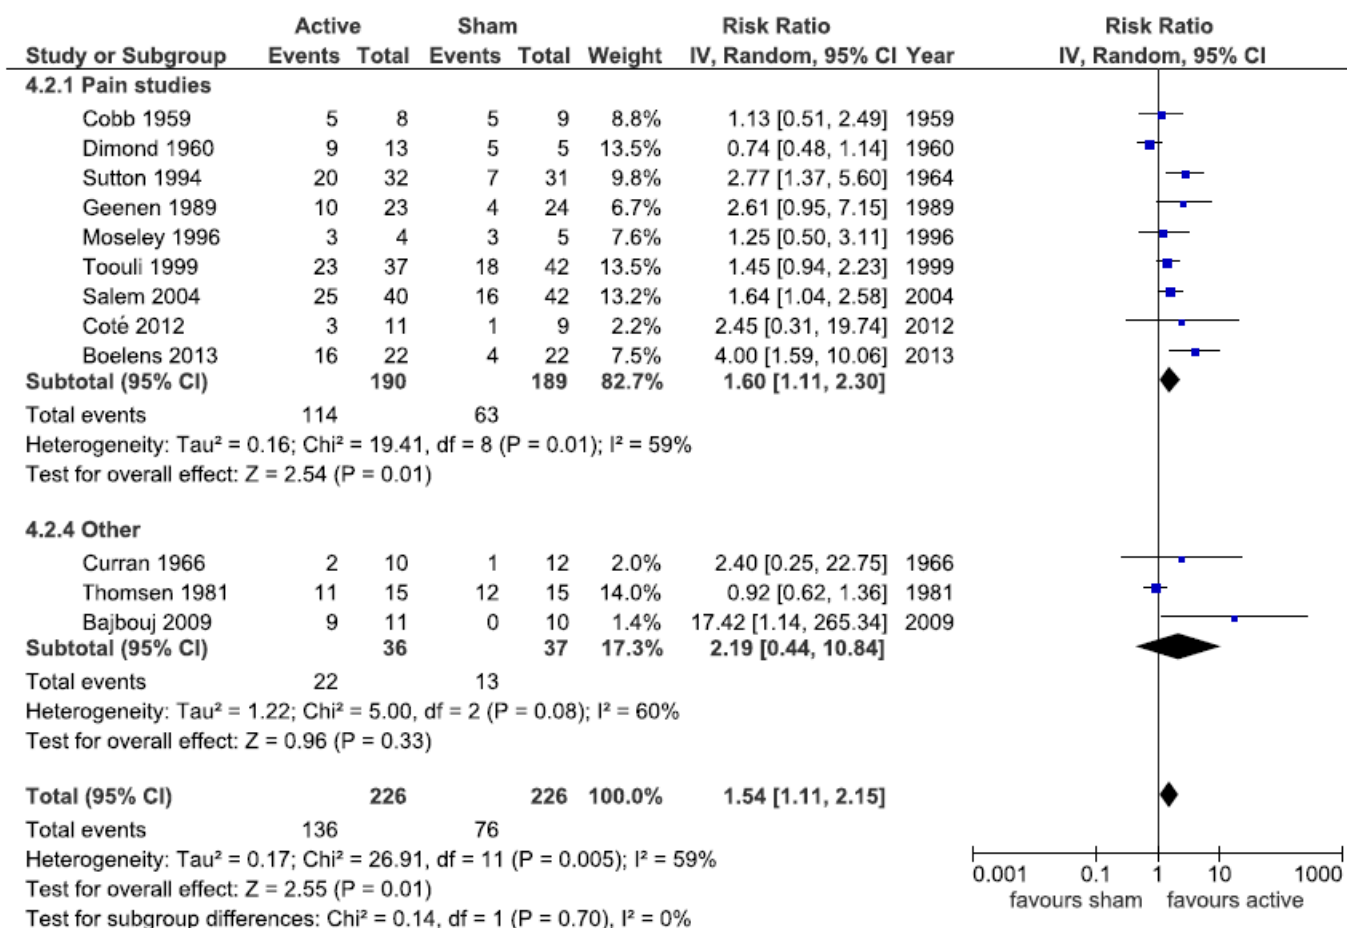 Active Sham Risk Ratio Risk Ratio
Study or Subgroup Events Total Events Total Weight IV, Random, 95% CI Year IV, Random, 95% CI
4.2.1 Pain studies
Cobb 1959 5 8 5 9 8.8% 1.13 [0.51, 2.49] 1959
Dimond 1960 9 13 5 5 13.5% 0.74 [0.48, 1.14] 1960
Sutton 1994 20 32 7 31 9.8% 2.77 [1.37, 5.60] 1964
Geenen 1989 10 23 4 24 6.7% 2.61 [0.95, 7.15] 1989
Moseley 1996 3 4 3 5 7.6% 1.25 [0.50, 3.11] 1996
Toouli 1999 23 37 18 42 13.5% 1.45 [0.94, 2.23] 1999
Salem 2004 25 40 16 42 13.2% 1.64 [1.04, 2.58] 2004
Coté 2012 3 11 1 9 2.2% 2.45 [0.31, 19.74] 2012
Boelens 2013 16 22 4 22 7.5% 4.00 [1.59, 10.06] 2013
Subtotal (95% CI) 190 189 82.7% 1.60 [1.11, 2.30]
Total events 114 63
Heterogeneity: Tau² = 0.16; Chi² = 19.41, df = 8 (P = 0.01); I² = 59%
Test for overall effect: Z = 2.54 (P = 0.01)
4.2.4 Other
Curran 1966 2 10 1 12 2.0% 2.40 [0.25, 22.75] 1966
Thomsen 1981 11 15 12 15 14.0% 0.92 [0.62, 1.36] 1981
Bajbouj 2009 9 11 0 10 1.4% 17.42 [1.14, 265.34] 2009
Subtotal (95% CI) 36 37 17.3% 2.19 [0.44, 10.84]
Total events 22 13
Heterogeneity: Tau² = 1.22; Chi² = 5.00, df = 2 (P = 0.08); I² = 60%
Test for overall effect: Z = 0.96 (P = 0.33)
Total (95% CI) 226 226 100.0% 1.54 [1.11, 2.15]
Total events 136 76
Heterogeneity: Tau² = 0.17; Chi² = 26.91, df = 11 (P = 0.005); I² = 59%
Test for overall effect: Z = 2.55 (P = 0.01)
Test for subgroup differences: Chi² = 0.14, df = 1 (P = 0.70), I² = 0%
0.001 0.1 1 10 1000
favours sham favours active